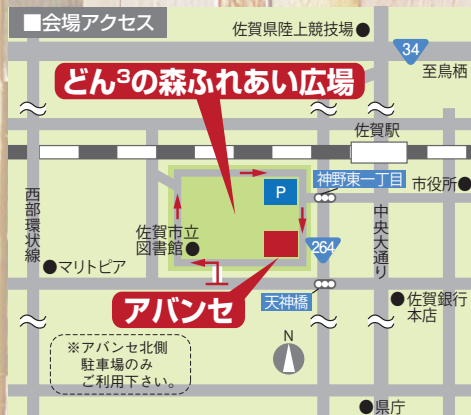 ■会場アクセス
佐賀県陸上競技場●
34
至鳥栖
どん³の森ふれあい広場
佐賀駅
P
神野東一丁目
市役所●
西部環状線
佐賀市立
図書館●
中央大通り
264
●マリトピア
アバンセ
天神橋
●佐賀銀行
本店
※アバンセ北側
駐車場のみ
ご利用下さい。
N
●県庁